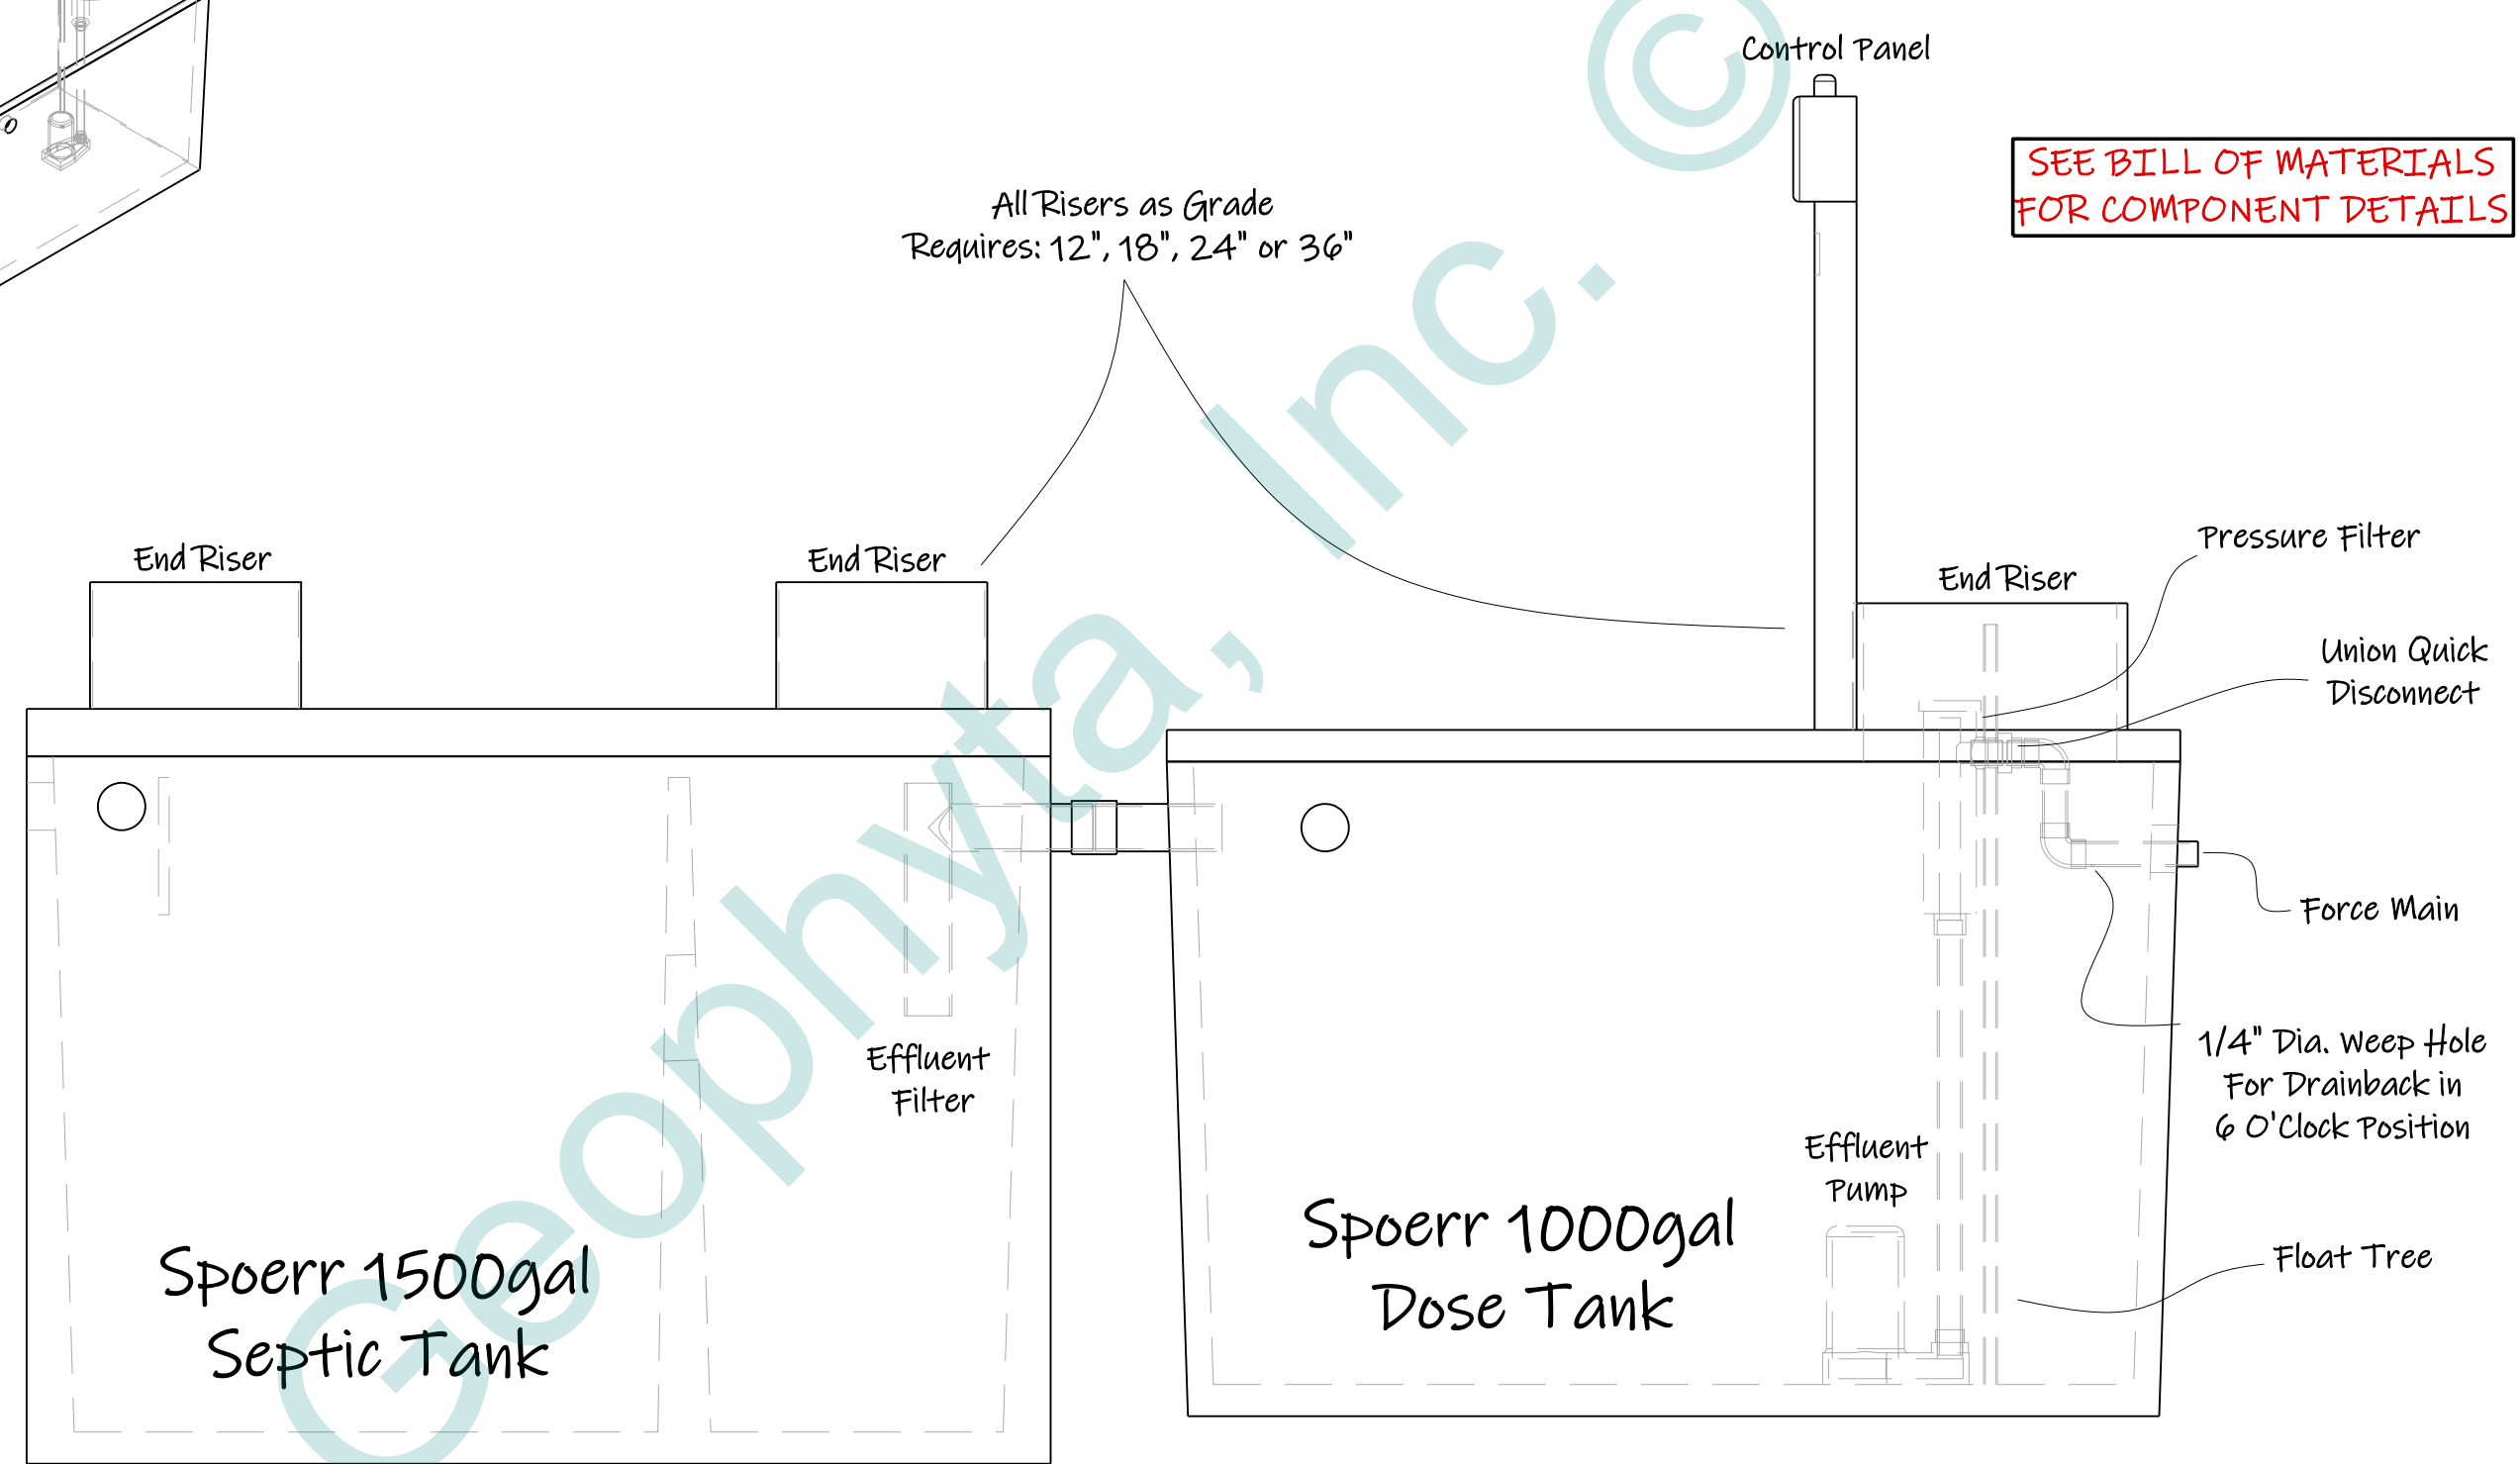 Control Panel
SEE BILL OF MATERIALS
FOR COMPONENT DETAILS
All Risers as Grade
Requires: 12", 18", 24" or 36"
End Riser
End Riser
End Riser
Pressure Filter
Union Quick
Disconnect
Force Main
Effluent
Filter
1/4" Dia. Weep Hole
For Drainback in
6 O'Clock Position
Effluent
Pump
Float Tree
Spoerr 1500gal
Septic Tank
Spoerr 1000gal
Dose Tank
Geophyta, Inc. ©